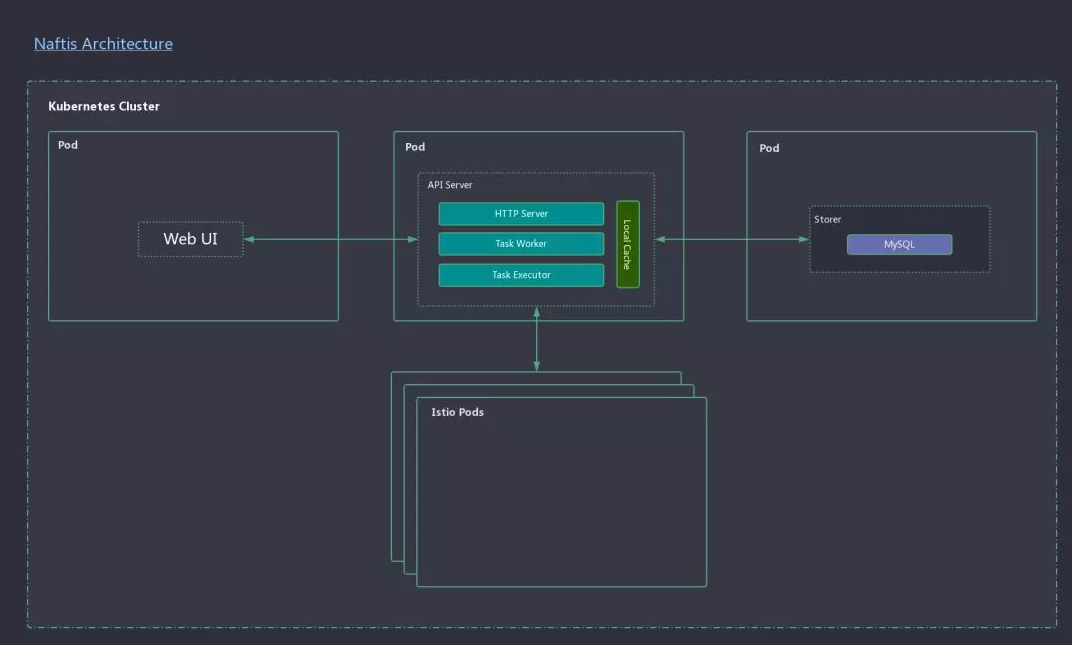 Naftis Architecture
Kubernetes Cluster
Pod
Web UI
Pod
API Server
HTTP Server
Task Worker
Task Executor
Local Cache
Pod
Storer
MySQL
Istio Pods